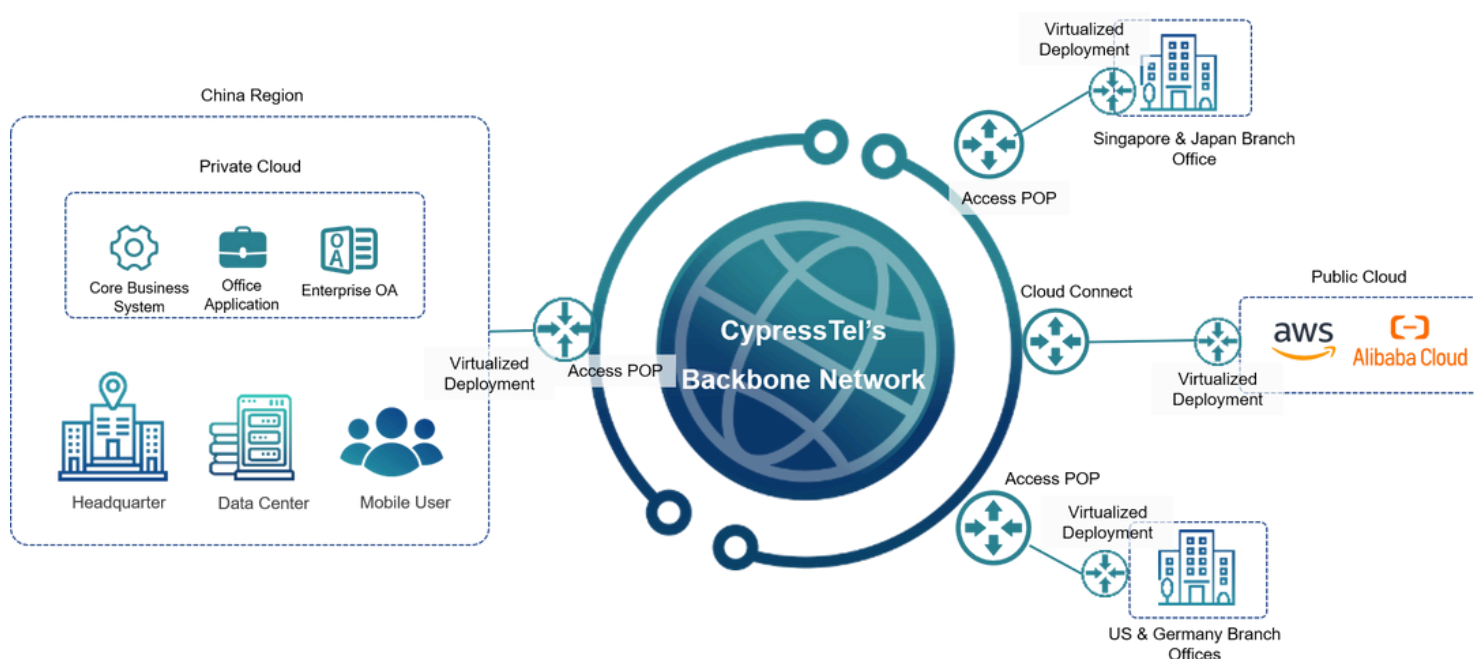 China Region
Private Cloud
Core Business
System
Office
Application
OA
Enterprise OA
Headquarter
Data Center
Mobile User
Virtualized
Deployment
Access POP
CypressTel’s
Backbone Network
Virtualized
Deployment
Singapore & Japan Branch
Office
Access POP
Cloud Connect
Virtualized
Deployment
Public Cloud
aws
Alibaba Cloud
Access POP
Virtualized
Deployment
US & Germany Branch
Offices